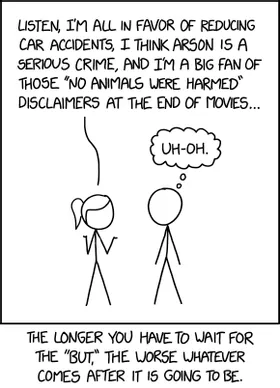 LISTEN, I'M ALL IN FAVOR OF REDUCING
CAR ACCIDENTS, I THINK ARSON IS A
SERIOUS CRIME, AND I'M A BIG FAN OF
THOSE "NO ANIMALS WERE HARMED"
DISCLAIMERS AT THE END OF MOVIES...
UH-OH.
THE LONGER YOU HAVE TO WAIT FOR
THE "BUT," THE WORSE WHATEVER
COMES AFTER IT IS GOING TO BE.